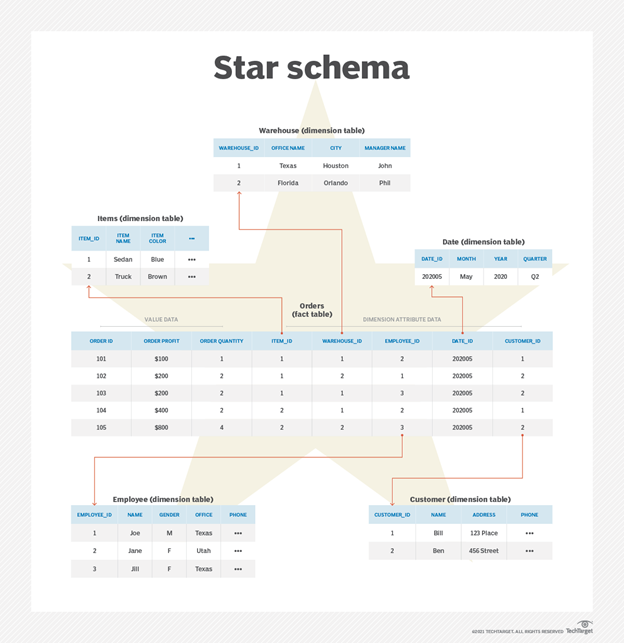 Star schema
Warehouse (dimension table)
WAREHOUSE_ID OFFICE NAME CITY MANAGER NAME
1 Texas Houston John
2 Florida Orlando Phil
Items (dimension table)
ITEM_ID ITEM NAME ITEM COLOR •••
1 Sedan Blue •••
2 Truck Brown •••
Date (dimension table)
DATE_ID MONTH YEAR QUARTER
202005 May 2020 Q2
Orders
(fact table)
VALUE DATA DIMENSION ATTRIBUTE DATA
ORDER ID ORDER PROFIT ORDER QUANTITY ITEM_ID WAREHOUSE_ID EMPLOYEE_ID DATE_ID CUSTOMER_ID
101 $100 1 1 1 2 202005 1
102 $200 2 1 2 1 202005 2
103 $200 2 1 1 3 202005 2
104 $400 2 2 1 2 202005 1
105 $800 4 2 2 3 202005 2
Employee (dimension table)
EMPLOYEE_ID NAME GENDER OFFICE PHONE
1 Joe M Texas •••
2 Jane F Utah •••
3 Jill F Texas •••
Customer (dimension table)
CUSTOMER_ID NAME ADDRESS PHONE
1 Bill 123 Place •••
2 Ben 456 Street •••
©2021 TECHTARGET. ALL RIGHTS RESERVED TechTarget